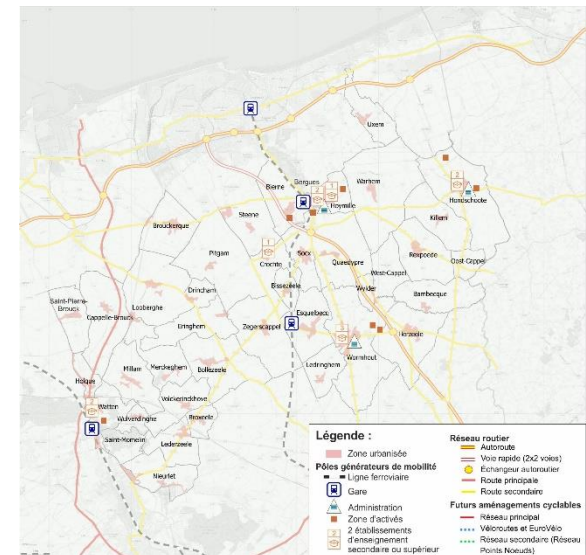 Uxem
Bierne
Bergues
Warhem
Hoymille
Hondschoote
Steene
Brouckerque
Killem
Pitgam
Crochte
Socx
Quaedypre
Rexpoëde
Oost-Cappel
West-Cappel
Bissezeele
Wylder
Bambecque
Drincham
Saint-Pierre-
Brouck
Looberghe
Cappelle-Brouck
Eringhem
Zegerscappel
Esquelbecq
Herzeele
Wormhout
Ledringhem
Millam
Merckeghem
Bollezeele
Holque
Volckerinckhove
Watten
Wulverdinghe
Broxeele
Saint-Momelin
Lederzeele
Nieurlet
Légende :
Zone urbanisée
Pôles générateurs de mobilité
Ligne ferroviaire
Gare
Administration
Zone d'activés
2
2 établissements
d'enseignement
secondaire ou supérieur
Réseau routier
Autoroute
Voie rapide (2x2 voies)
Échangeur autoroutier
Route principale
Route secondaire
Futurs aménagements cyclables
Réseau principal
Véloroutes et EuroVélo
Réseau secondaire (Réseau
Points Noeuds)